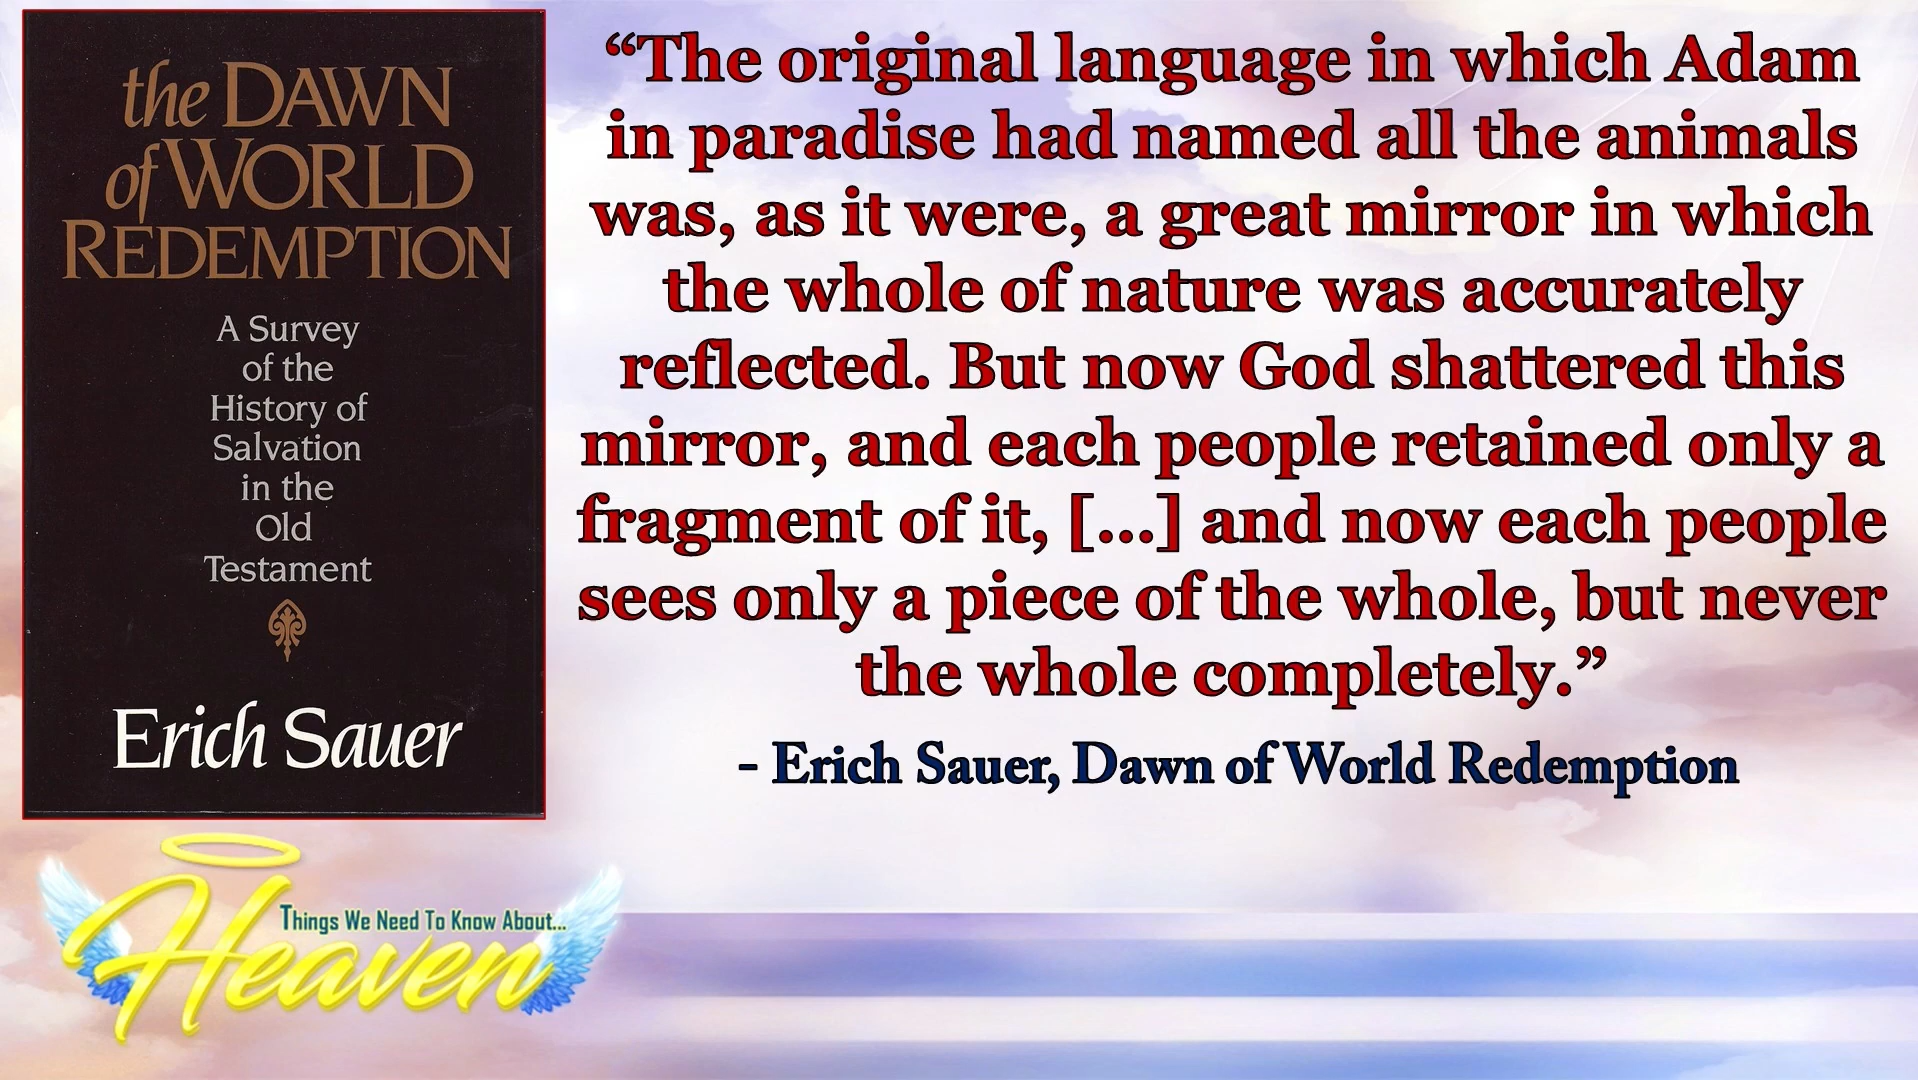 the DAWN
of WORLD
REDEMPTION
A Survey
of the
History of
Salvation
in the
Old
Testament
Erich Sauer
“The original language in which Adam
in paradise had named all the animals
was, as it were, a great mirror in which
the whole of nature was accurately
reflected. But now God shattered this
mirror, and each people retained only a
fragment of it, [...] and now each people
sees only a piece of the whole, but never
the whole completely.”
- Erich Sauer, Dawn of World Redemption
Things We Need To Know About...
Heaven